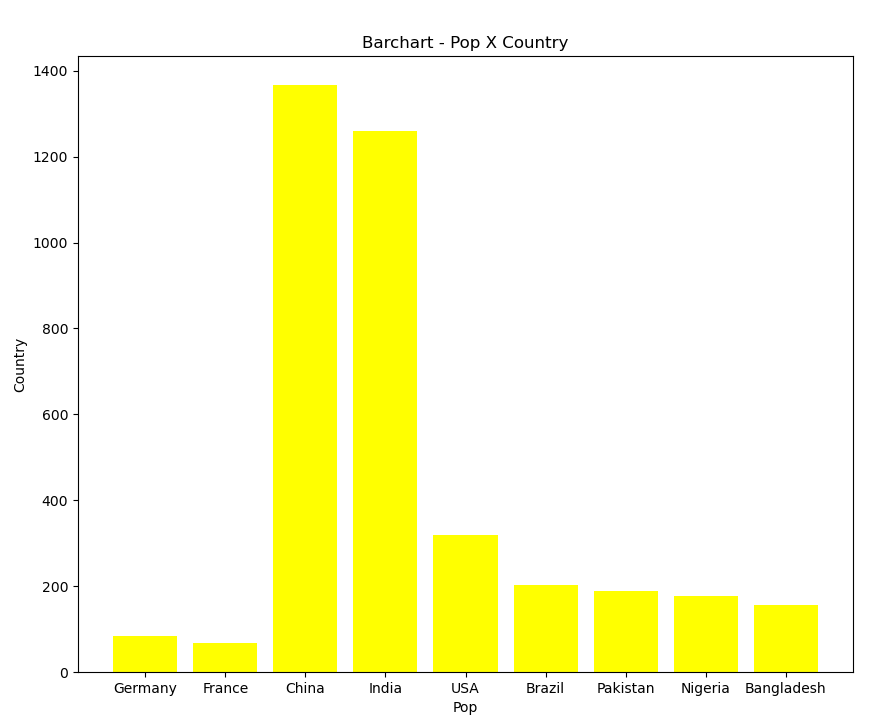 Barchart - Pop X Country
1400
1200
1000
800
600
400
200
0
Country
Germany France China India USA Brazil Pakistan Nigeria Bangladesh
Pop